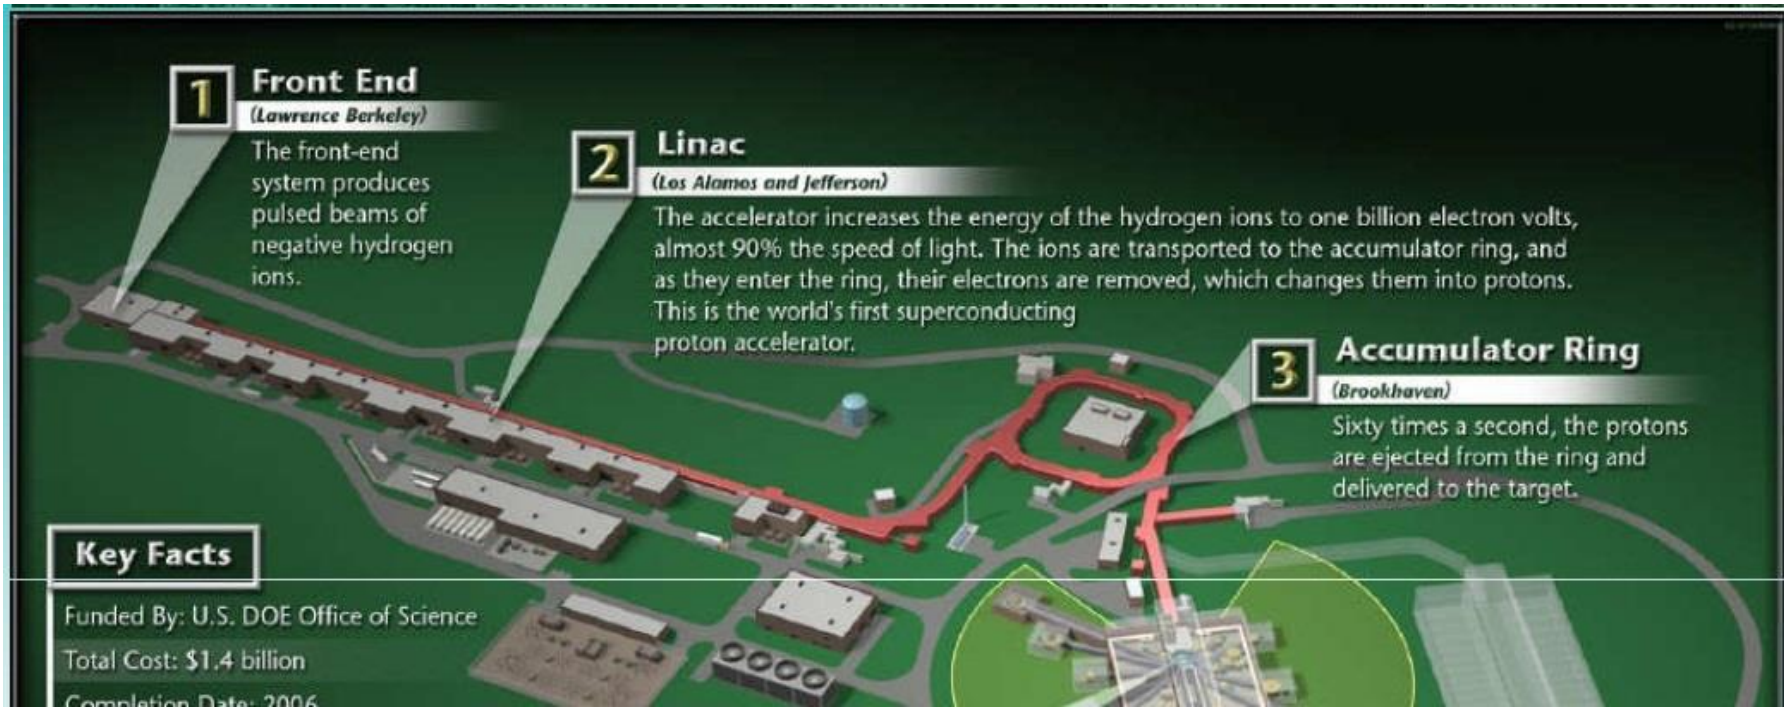 1
Front End
(Lawrence Berkeley)
The front-end
system produces
pulsed beams of
negative hydrogen
ions.
2
Linac
(Los Alamos and Jefferson)
The accelerator increases the energy of the hydrogen ions to one billion electron volts,
almost 90% the speed of light. The ions are transported to the accumulator ring, and
as they enter the ring, their electrons are removed, which changes them into protons.
This is the world's first superconducting
proton accelerator.
3
Accumulator Ring
(Brookhaven)
Sixty times a second, the protons
are ejected from the ring and
delivered to the target.
Key Facts
Funded By: U.S. DOE Office of Science
Total Cost: $1.4 billion
Completion Date: 2006